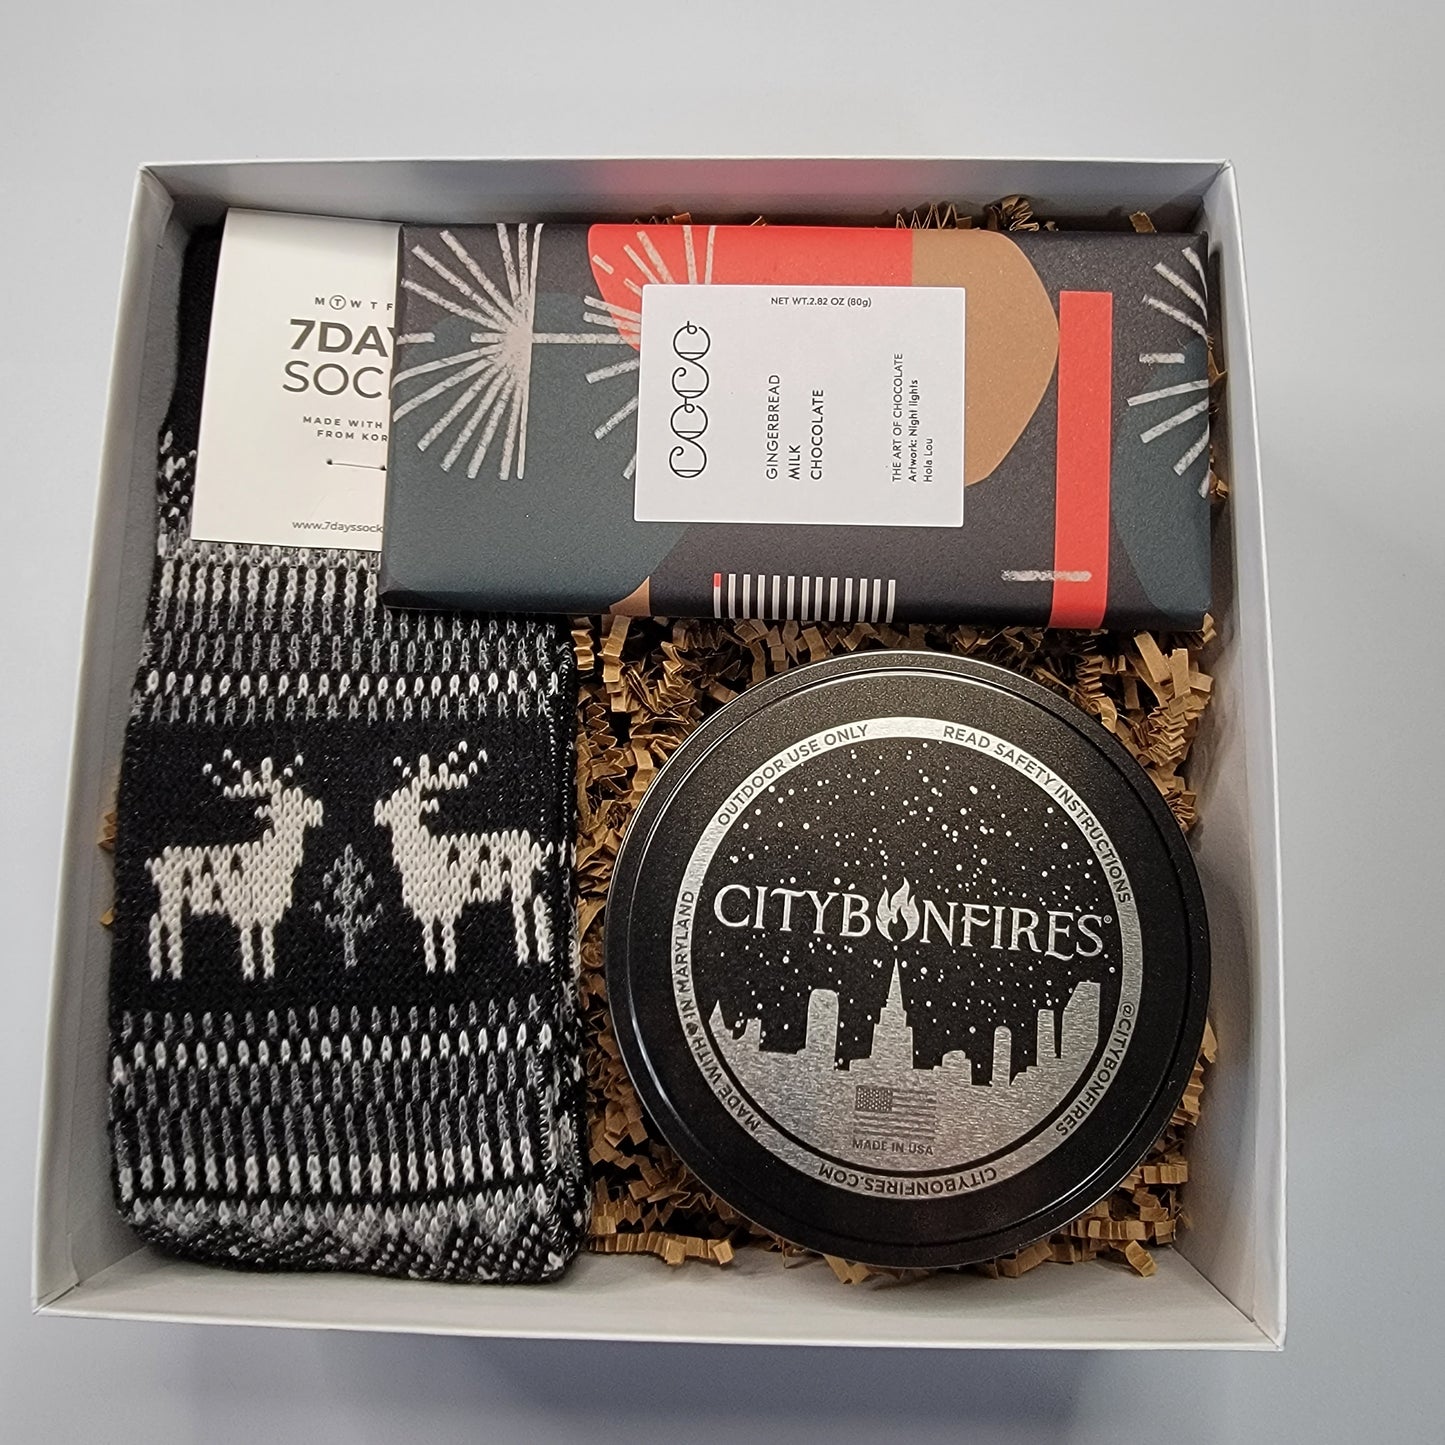 M T W T F
7DAY
SOC
MADE WITH
FROM KOR
www.7dayssock
NET WT.2.82 OZ (80g)
COCO
GINGERBREAD
MILK
CHOCOLATE
THE ART OF CHOCOLATE
Artwork: Night lights
Hola Lou
OUTDOOR USE ONLY
READ SAFETY INSTRUCTIONS
CITYBONFIRES®
MADE WITH IN MARYLAND
@CITYBONFIRES
MADE IN USA
CITYBONFIRES.COM